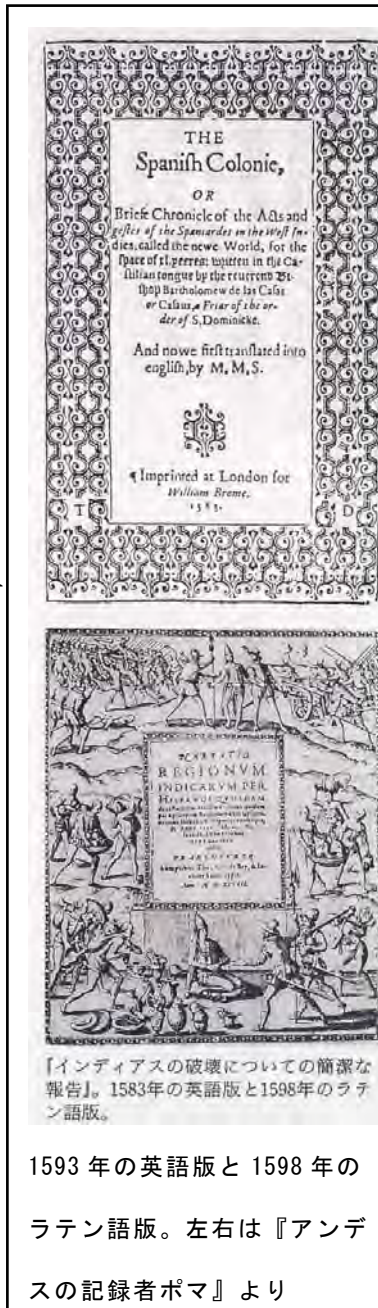 THE
Spaniſh Colonie,
OR
Briefe Chronicle of the Acts and
geſtes of the Spaniardes in the Weſt In-
dies, called the newe World, for the
ſpace of xl. yeeres: written in the Ca-
ſtilian tongue by the reuerend Bi-
ſhop Bartholomew de las Caſas
or Caſaus, a Friar of the or-
der of S. Dominicke.
And nowe firſt tranſlated into
engliſh, by M. M. S.
¶ Imprinted at London for
William Brome.
1583.
T D
NARRATIO
REGIONVM
INDICARVM PER
『インディアスの破壊についての簡潔な
報告』。1583年の英語版と1598年のラテ
ン語版。
1593 年の英語版と 1598 年の
ラテン語版。左右は『アンデ
スの記録者ポマ』より